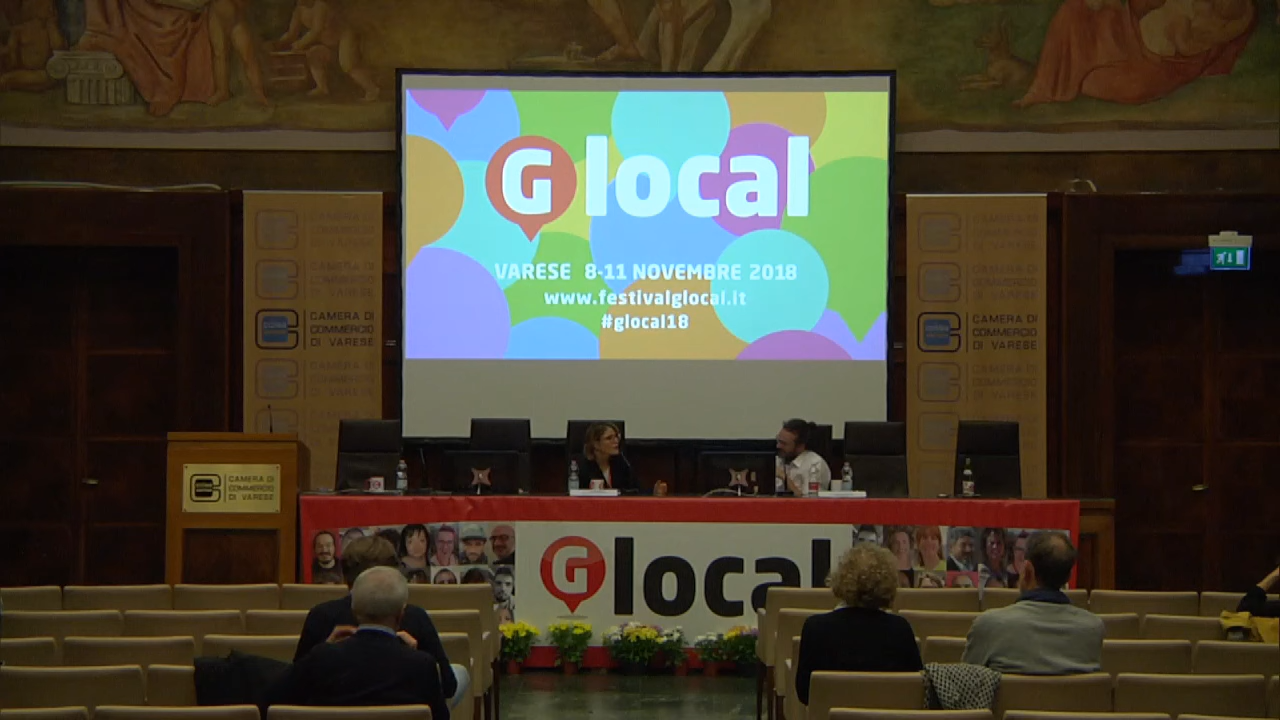 Glocal
VARESE 8-11 NOVEMBRE 2018
www.festivalglocal.it
#glocal18
CAMERA DI
COMMERCIO
DI VARESE
CAMERA DI
COMMERCIO
DI VARESE
CAMERA DI
COMMERCIO
DI VARESE
Glocal